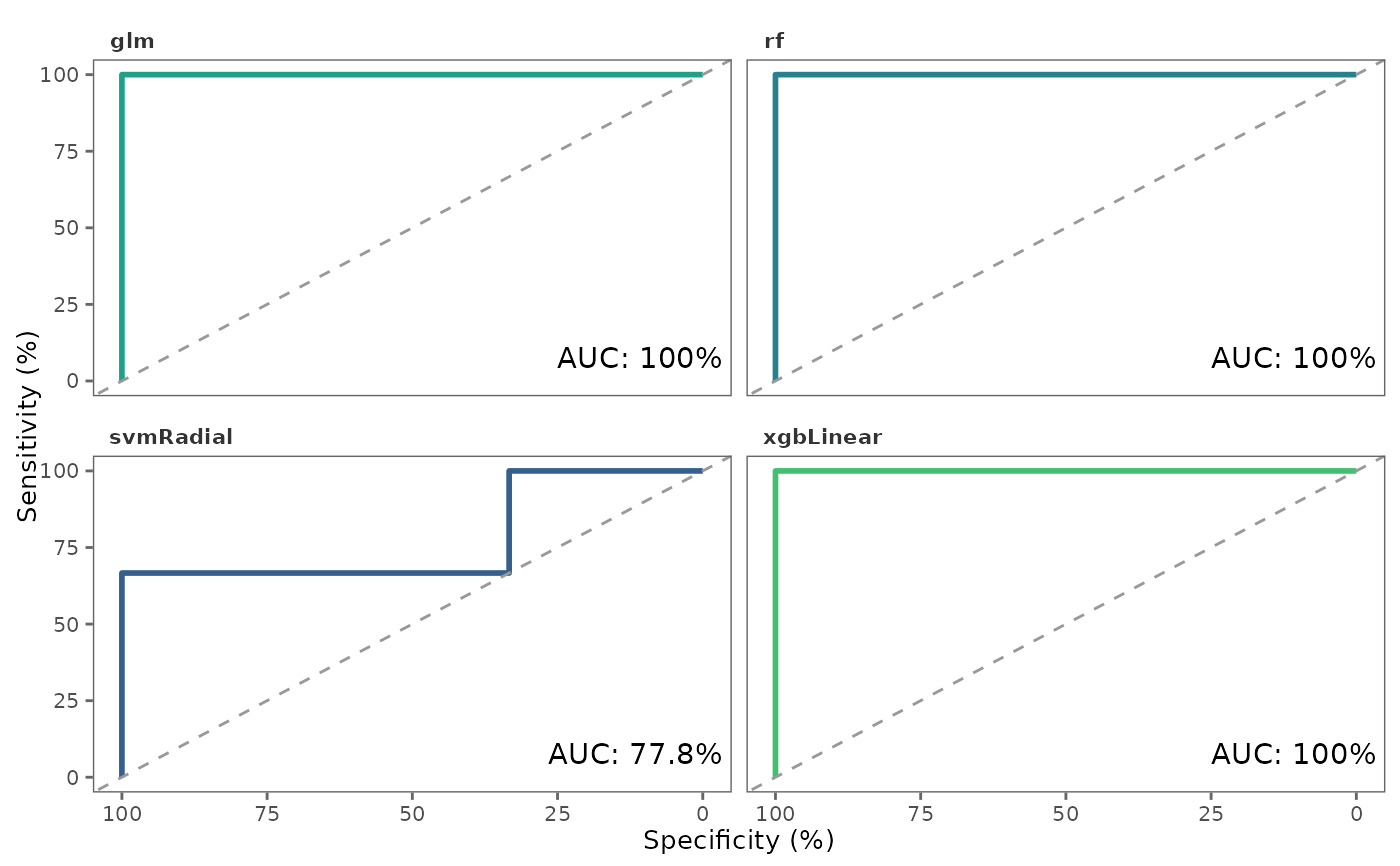 glm
rf
100
75
50
25
0
AUC: 100%
AUC: 100%
Sensitivity (%)
svmRadial
xgbLinear
100
75
50
25
0
AUC: 77.8%
AUC: 100%
100 75 50 25 0 100 75 50 25 0
Specificity (%)